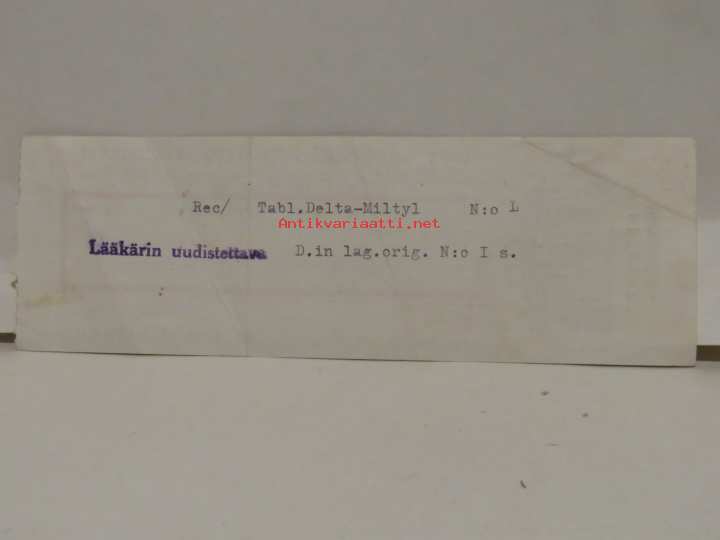 Rec/ Tabl.Delta-Miltyl N:o L
Antikvariaatti.net
Lääkärin uudistettava D.in lag.orig. N:o I s.